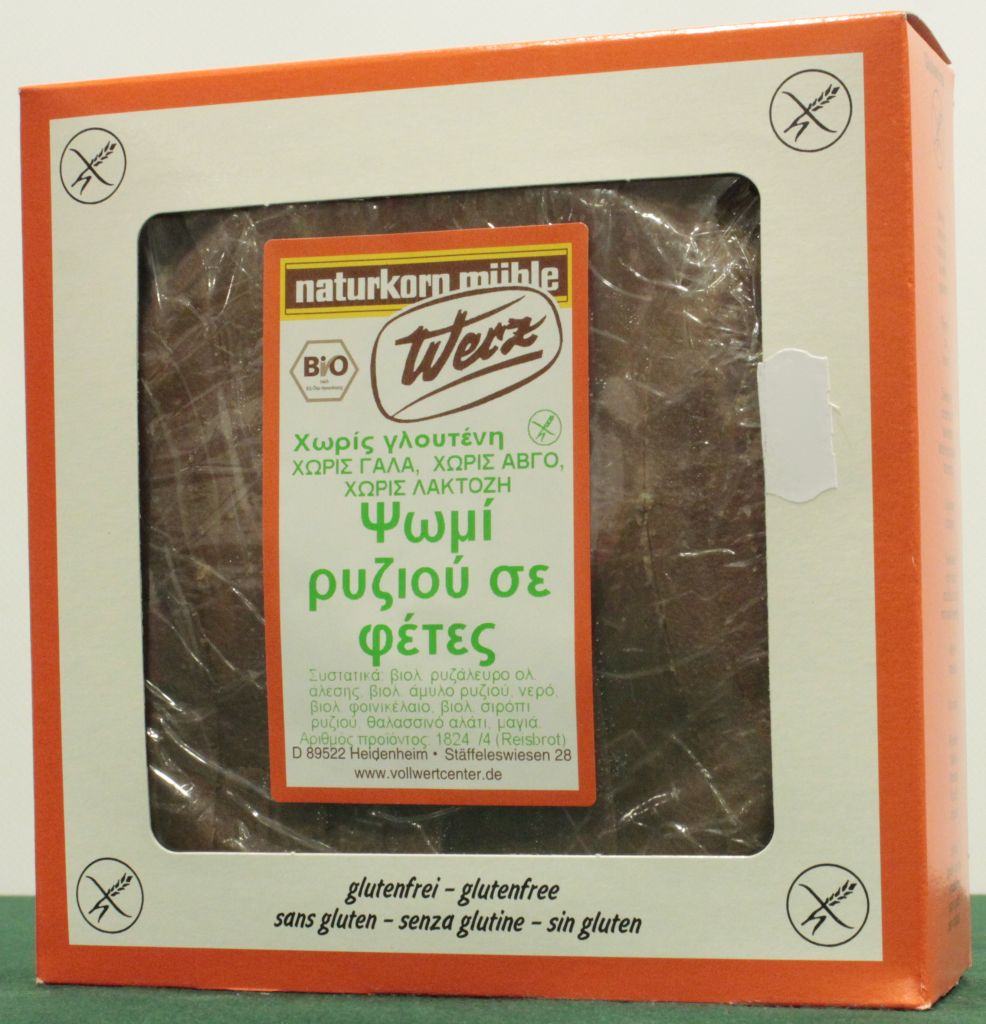 naturkorn mühle
Werz
BiO
Χωρίς γλουτένη
ΧΩΡΙΣ ΓΑΛΑ, ΧΩΡΙΣ ΑΒΓΟ,
ΧΩΡΙΣ ΛΑΚΤΟΖΗ
Ψωμί
ρυζιού σε
φέτες
Συστατικά: βιολ. ρυζάλευρο ολ.
άλεσης, βιολ. άμυλο ρυζιού, νερό,
βιολ. φοινικέλαιο, βιολ. σιρόπι
ρυζιού, θαλασσινό αλάτι, μαγιά.
Αριθμός προϊόντος: 1824 /4 (Reisbrot)
D 89522 Heidenheim • Stäffeleswiesen 28
www.vollwertcenter.de
glutenfrei – glutenfree
sans gluten – senza glutine – sin gluten